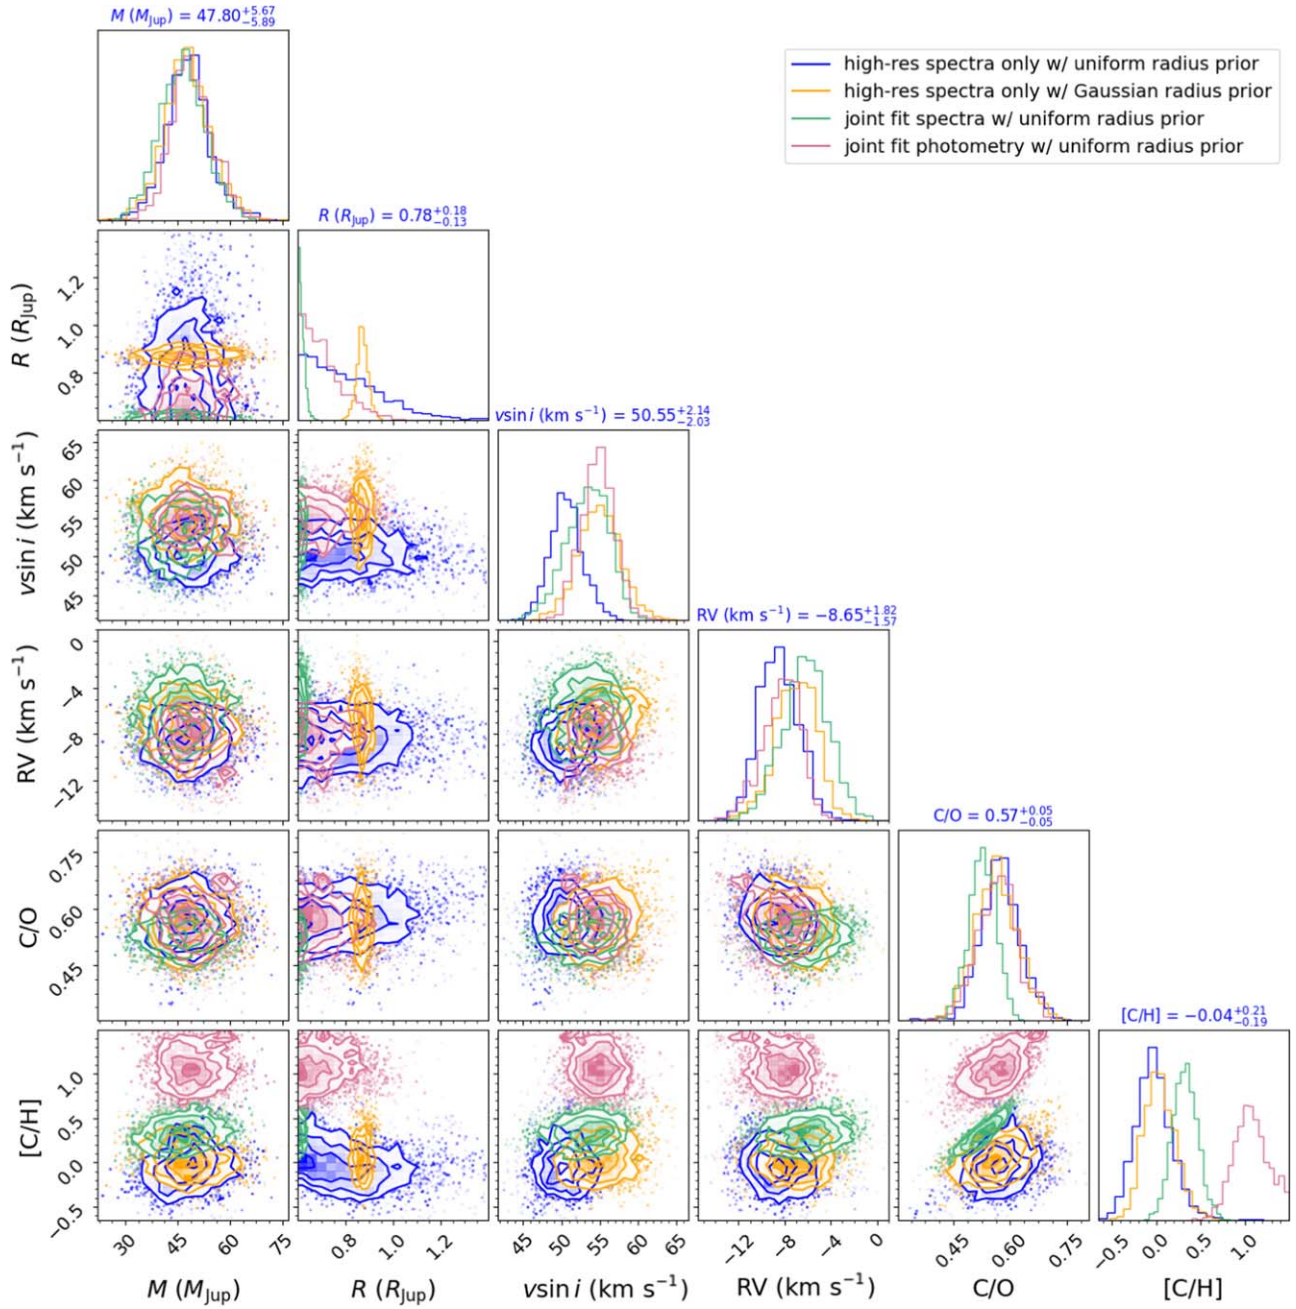 M (M_Jup) = 47.80^{+5.67}_{-5.89}
high-res spectra only w/ uniform radius prior
high-res spectra only w/ Gaussian radius prior
joint fit spectra w/ uniform radius prior
joint fit photometry w/ uniform radius prior
R (R_Jup) = 0.78^{+0.18}_{-0.13}
R (R_Jup)
1.2
1.0
0.8
vsin i (km s⁻¹) = 50.55^{+2.14}_{-2.03}
vsin i (km s⁻¹)
65
60
55
50
45
RV (km s⁻¹) = −8.65^{+1.82}_{-1.57}
RV (km s⁻¹)
0
−4
−8
−12
C/O = 0.57^{+0.05}_{-0.05}
C/O
0.75
0.60
0.45
[C/H] = −0.04^{+0.21}_{-0.19}
[C/H]
1.0
0.5
0.0
−0.5
30 45 60 75 0.8 1.0 1.2 45 50 55 60 65 −12 −8 −4 0 0.45 0.60 0.75 −0.5 0.0 0.5 1.0
M (M_Jup) R (R_Jup) vsin i (km s⁻¹) RV (km s⁻¹) C/O [C/H]